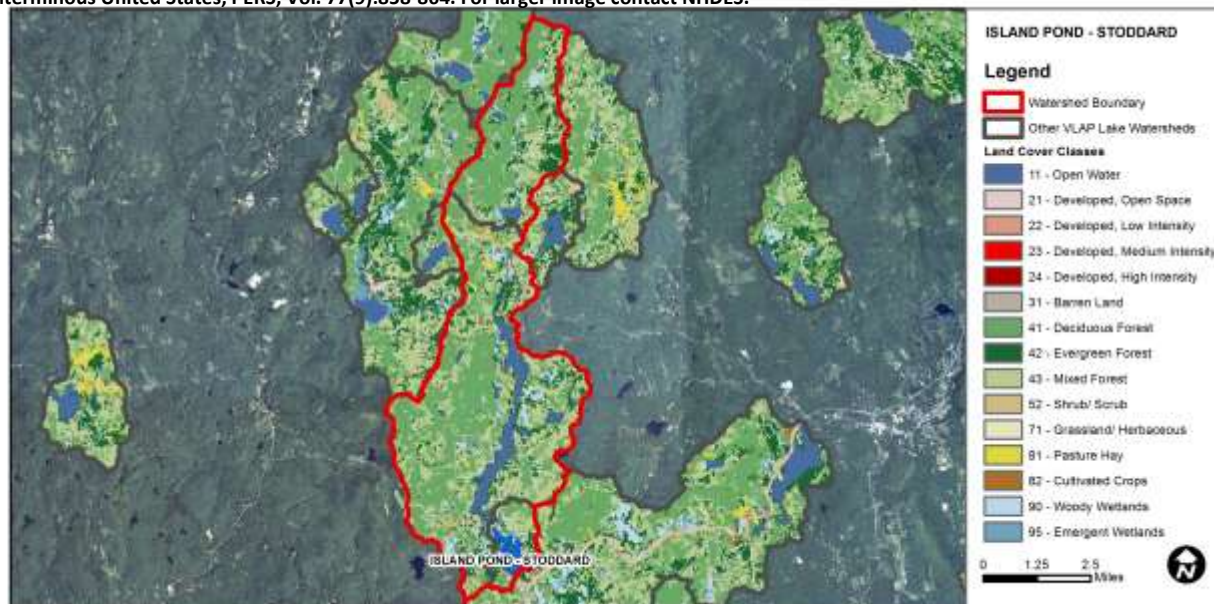 nterminous United States, PERS, Vol. 77(9):858-864. For larger image contact NHDES.
ISLAND POND - STODDARD
Legend
Watershed Boundary
Other VLAP Lake Watersheds
Land Cover Classes
11 - Open Water
21 - Developed, Open Space
22 - Developed, Low Intensity
23 - Developed, Medium Intensity
24 - Developed, High Intensity
31 - Barren Land
41 - Deciduous Forest
42 - Evergreen Forest
43 - Mixed Forest
52 - Shrub/ Scrub
71 - Grassland/ Herbaceous
81 - Pasture Hay
82 - Cultivated Crops
90 - Woody Wetlands
95 - Emergent Wetlands
0 1.25 2.5
Miles
N
ISLAND POND - STODDARD